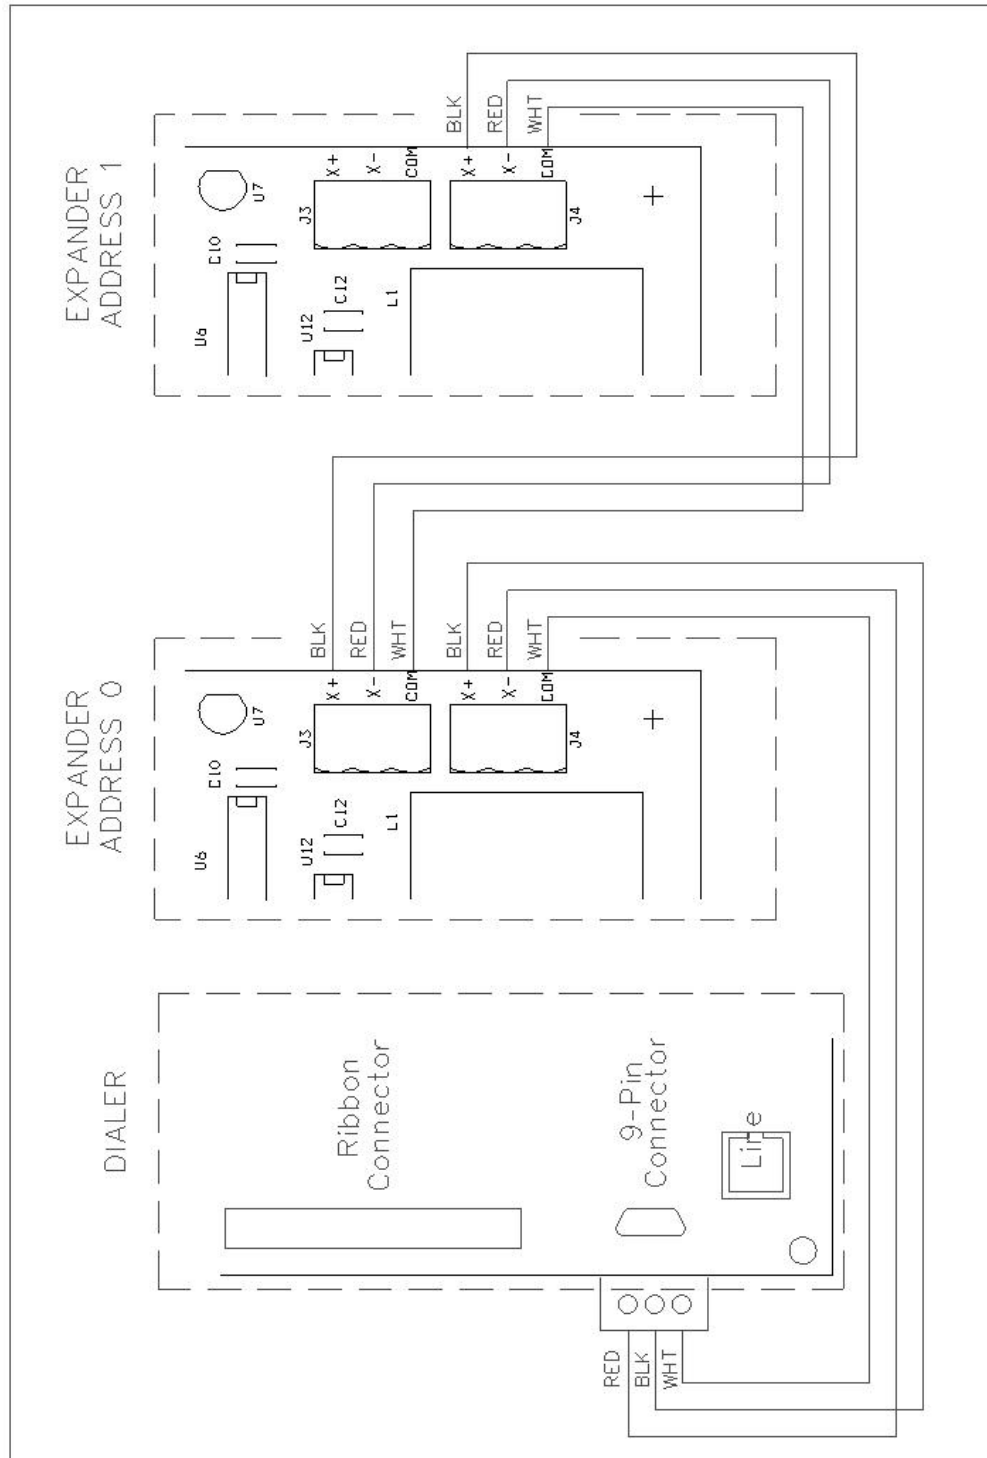 EXPANDER
ADDRESS 1
BLK
RED
WHT
X+
X-
COM
X+
X-
COM
U7
J3
J4
C10
C12
L1
U6
U12
EXPANDER
ADDRESS 0
BLK
RED
WHT
BLK
RED
WHT
X+
X-
COM
X+
X-
COM
U7
J3
J4
C10
C12
L1
U6
U12
DIALER
Ribbon
Connector
9-Pin
Connector
Line
RED
BLK
WHT